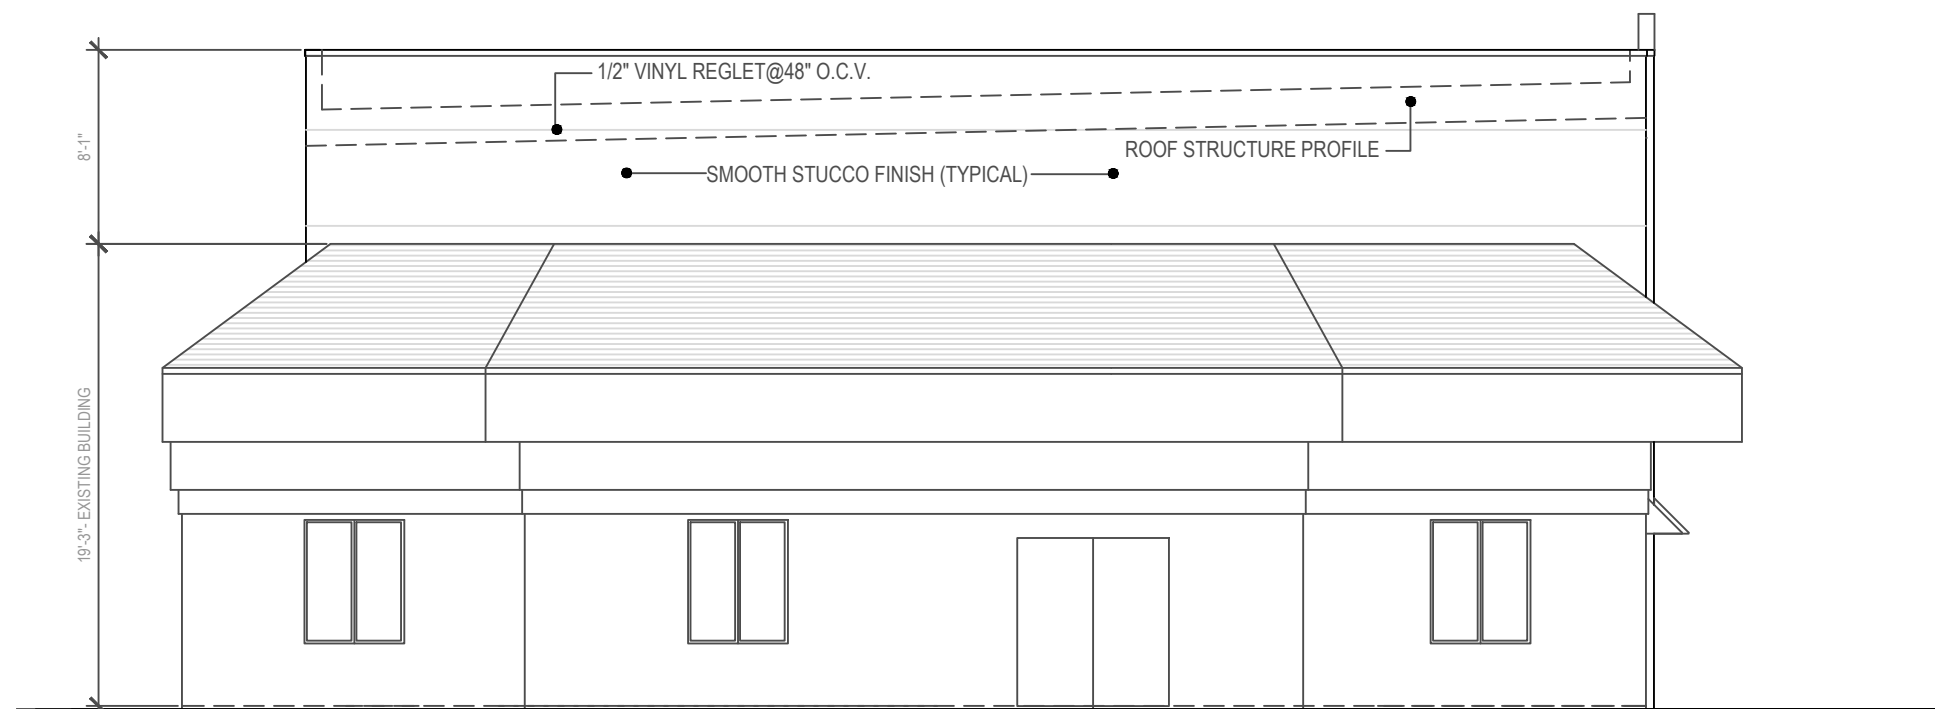 1/2" VINYL REGLET@48" O.C.V.
8'-1"
ROOF STRUCTURE PROFILE
SMOOTH STUCCO FINISH (TYPICAL)
19'-3"- EXISTING BUILDING